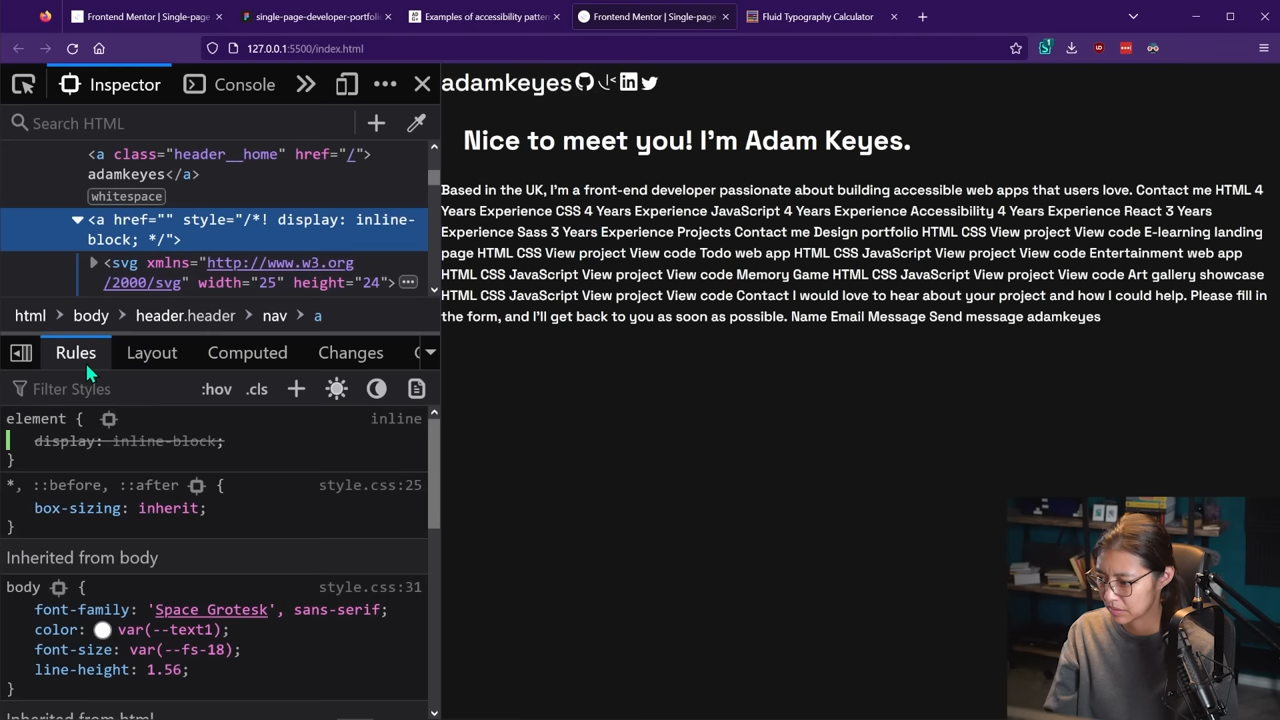 Frontend Mentor | Single-page
single-page-developer-portfolio
Examples of accessibility pattern
Frontend Mentor | Single-page
Fluid Typography Calculator
127.0.0.1:5500/index.html
Inspector
Console
Search HTML
<a class="header__home" href="/">
adamkeyes</a>
whitespace
<a href="" style="/*! display: inline-
block; */">
<svg xmlns="http://www.w3.org
/2000/svg" width="25" height="24">
html > body > header.header > nav > a
Rules
Layout
Computed
Changes
Filter Styles
:hov
.cls
element {
inline
display: inline-block;
}
*, ::before, ::after {
style.css:25
box-sizing: inherit;
}
Inherited from body
body {
style.css:31
font-family: 'Space Grotesk', sans-serif;
color: var(--text1);
font-size: var(--fs-18);
line-height: 1.56;
}
Inherited from html
adamkeyes
Nice to meet you! I'm Adam Keyes.
Based in the UK, I'm a front-end developer passionate about building accessible web apps that users love. Contact me HTML 4
Years Experience CSS 4 Years Experience JavaScript 4 Years Experience Accessibility 4 Years Experience React 3 Years
Experience Sass 3 Years Experience Projects Contact me Design portfolio HTML CSS View project View code E-learning landing
page HTML CSS View project View code Todo web app HTML CSS JavaScript View project View code Entertainment web app
HTML CSS JavaScript View project View code Memory Game HTML CSS JavaScript View project View code Art gallery showcase
HTML CSS JavaScript View project View code Contact I would love to hear about your project and how I could help. Please fill in
the form, and I'll get back to you as soon as possible. Name Email Message Send message adamkeyes